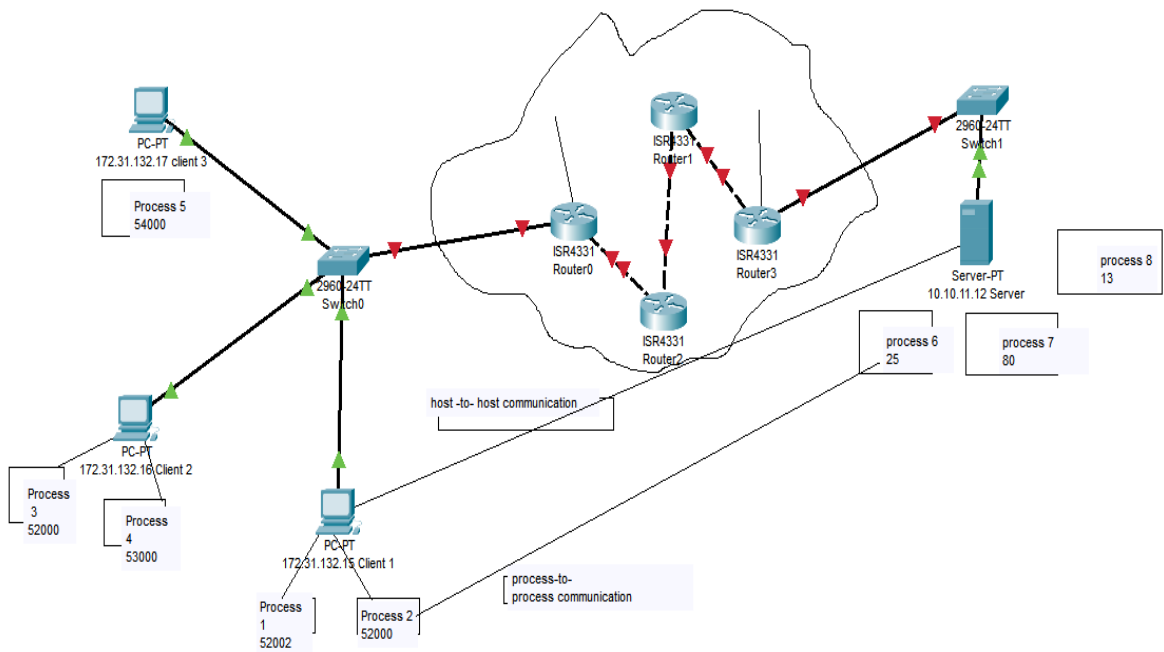 ISR4331
Router1
2960-24TT
Switch1
PC-PT
172.31.132.17 client 3
Process 5
54000
ISR4331
Router0
ISR4331
Router3
2960-24TT
Switch0
Server-PT
10.10.11.12 Server
process 8
13
ISR4331
Router2
process 6
25
process 7
80
host -to- host communication
PC-PT
172.31.132.16 Client 2
Process
3
52000
Process
4
53000
PC-PT
172.31.132.15 Client 1
process-to-
process communication
Process
1
52002
Process 2
52000